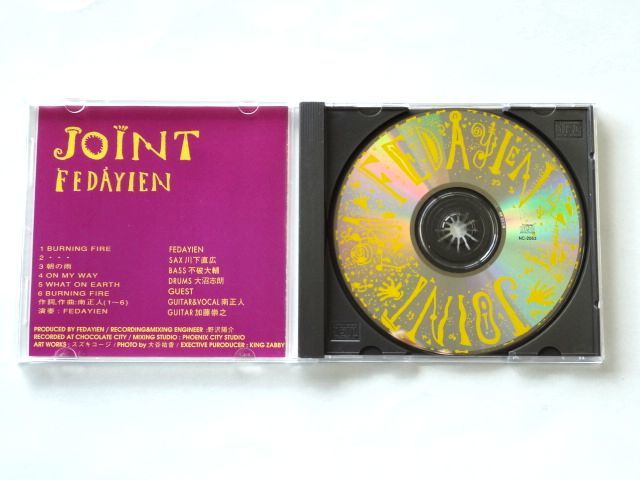 JOINT
FEDAYIEN
1 BURNING FIRE
2 ・・・
3 朝の雨
4 ON MY WAY
5 WHAT ON EARTH
6 BURNING FIRE
作詞,作曲:南正人(1〜6)
演奏:FEDAYIEN
FEDAYIEN
SAX 川下直広
BASS 不破大輔
DRUMS 大沼志朗
GUEST
GUITAR&VOCAL 南正人
GUITAR 加藤崇之
PRODUCED BY FEDAYIEN / RECORDING&MIXING ENGINEER :野沢陽介
RECORDED AT CHOCOLATE CITY / MIXING STUDIO : PHOENIX CITY STUDIO
ART WORKS : スズキコージ / PHOTO by 大谷祐香 / EXECTIVE PURODUCER : KING ZABBY
FEDAYIEN
NC-2053
JOINT